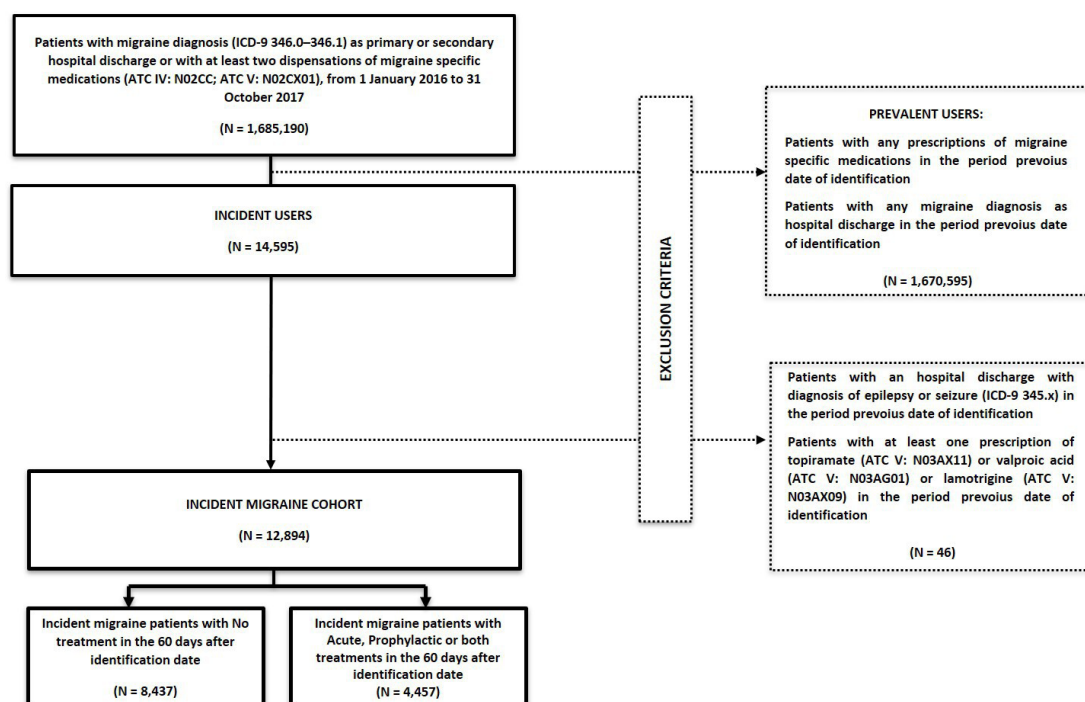 Patients with migraine diagnosis (ICD-9 346.0–346.1) as primary or secondary
hospital discharge or with at least two dispensations of migraine specific
medications (ATC IV: N02CC; ATC V: N02CX01), from 1 January 2016 to 31
October 2017
(N = 1,685,190)
PREVALENT USERS:
Patients with any prescriptions of migraine
specific medications in the period prevoius
date of identification
Patients with any migraine diagnosis as
hospital discharge in the period prevoius date
of identification
(N = 1,670,595)
INCIDENT USERS
(N = 14,595)
EXCLUSION CRITERIA
Patients with an hospital discharge with
diagnosis of epilepsy or seizure (ICD-9 345.x) in
the period prevoius date of identification
Patients with at least one prescription of
topiramate (ATC V: N03AX11) or valproic acid
(ATC V: N03AG01) or lamotrigine (ATC V:
N03AX09) in the period prevoius date of
identification
(N = 46)
INCIDENT MIGRAINE COHORT
(N = 12,894)
Incident migraine patients with No
treatment in the 60 days after
identification date
(N = 8,437)
Incident migraine patients with
Acute, Prophylactic or both
treatments in the 60 days after
identification date
(N = 4,457)